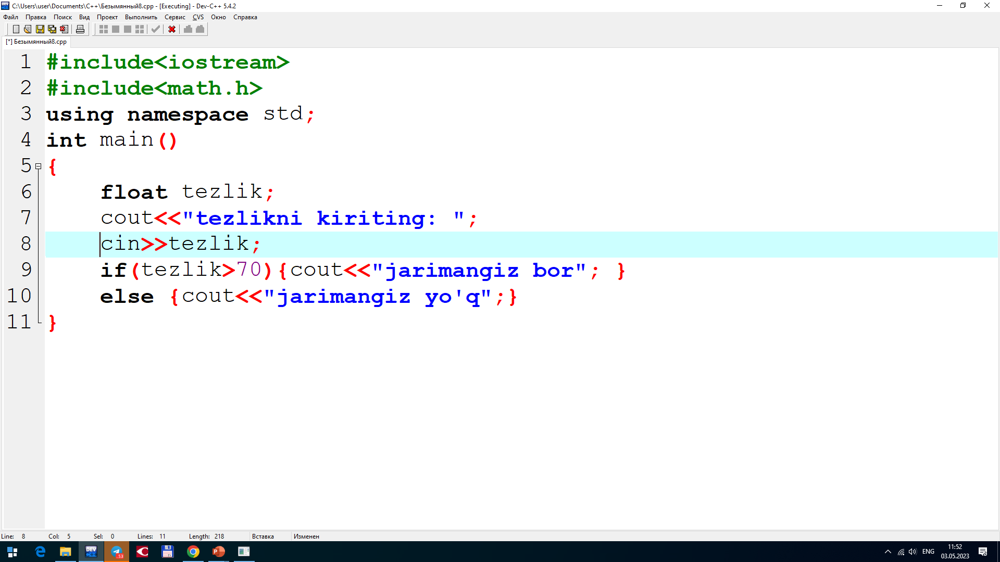 C:\Users\user\Documents\C++\Безымянный8.cpp - [Executing] - Dev-C++ 5.4.2
Файл Правка Поиск Вид Проект Выполнить Сервис CVS Окно Справка
[*] Безымянный8.cpp
1 #include<iostream>
2 #include<math.h>
3 using namespace std;
4 int main()
5 {
6 float tezlik;
7 cout<<"tezlikni kiriting: ";
8 cin>>tezlik;
9 if(tezlik>70){cout<<"jarimangiz bor"; }
10 else {cout<<"jarimangiz yo'q";}
11 }
Line: 8 Col: 5 Sel: 0 Lines: 11 Length: 218 Вставка Изменен
DEV C++ .53 P ENG 11:52
03.05.2023